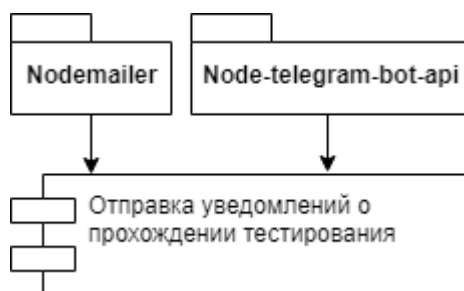 Nodemailer
Node-telegram-bot-api
Отправка уведомлений о
прохождении тестирования